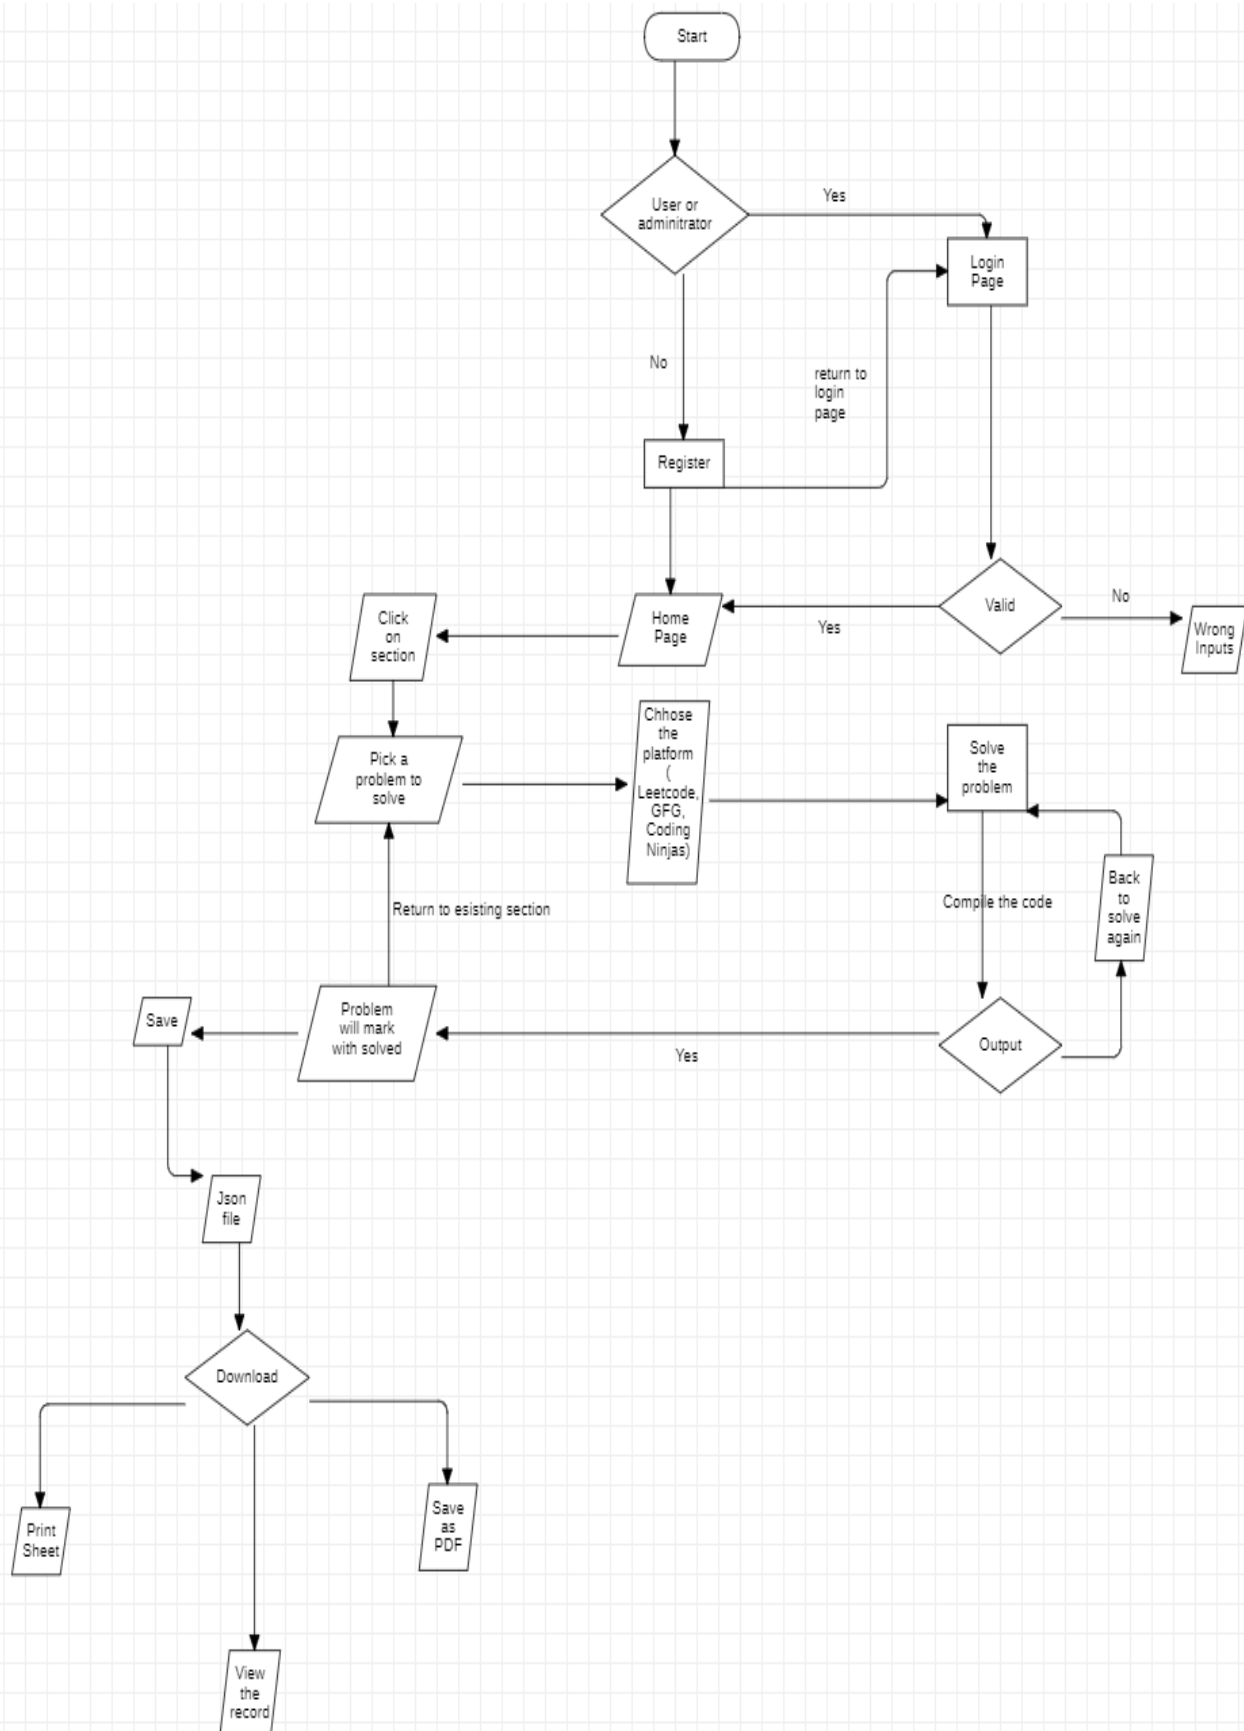 Start
User or
adminitrator
Yes
Login
Page
No
return to
login
page
Register
Click
on
section
Home
Page
Yes
Valid
No
Wrong
Inputs
Pick a
problem to
solve
Chhose
the
platform
(
Leetcode,
GFG,
Coding
Ninjas)
Solve
the
problem
Return to esisting section
Compile the code
Back
to
solve
again
Save
Problem
will mark
with solved
Yes
Output
Json
file
Download
Print
Sheet
Save
as
PDF
View
the
record